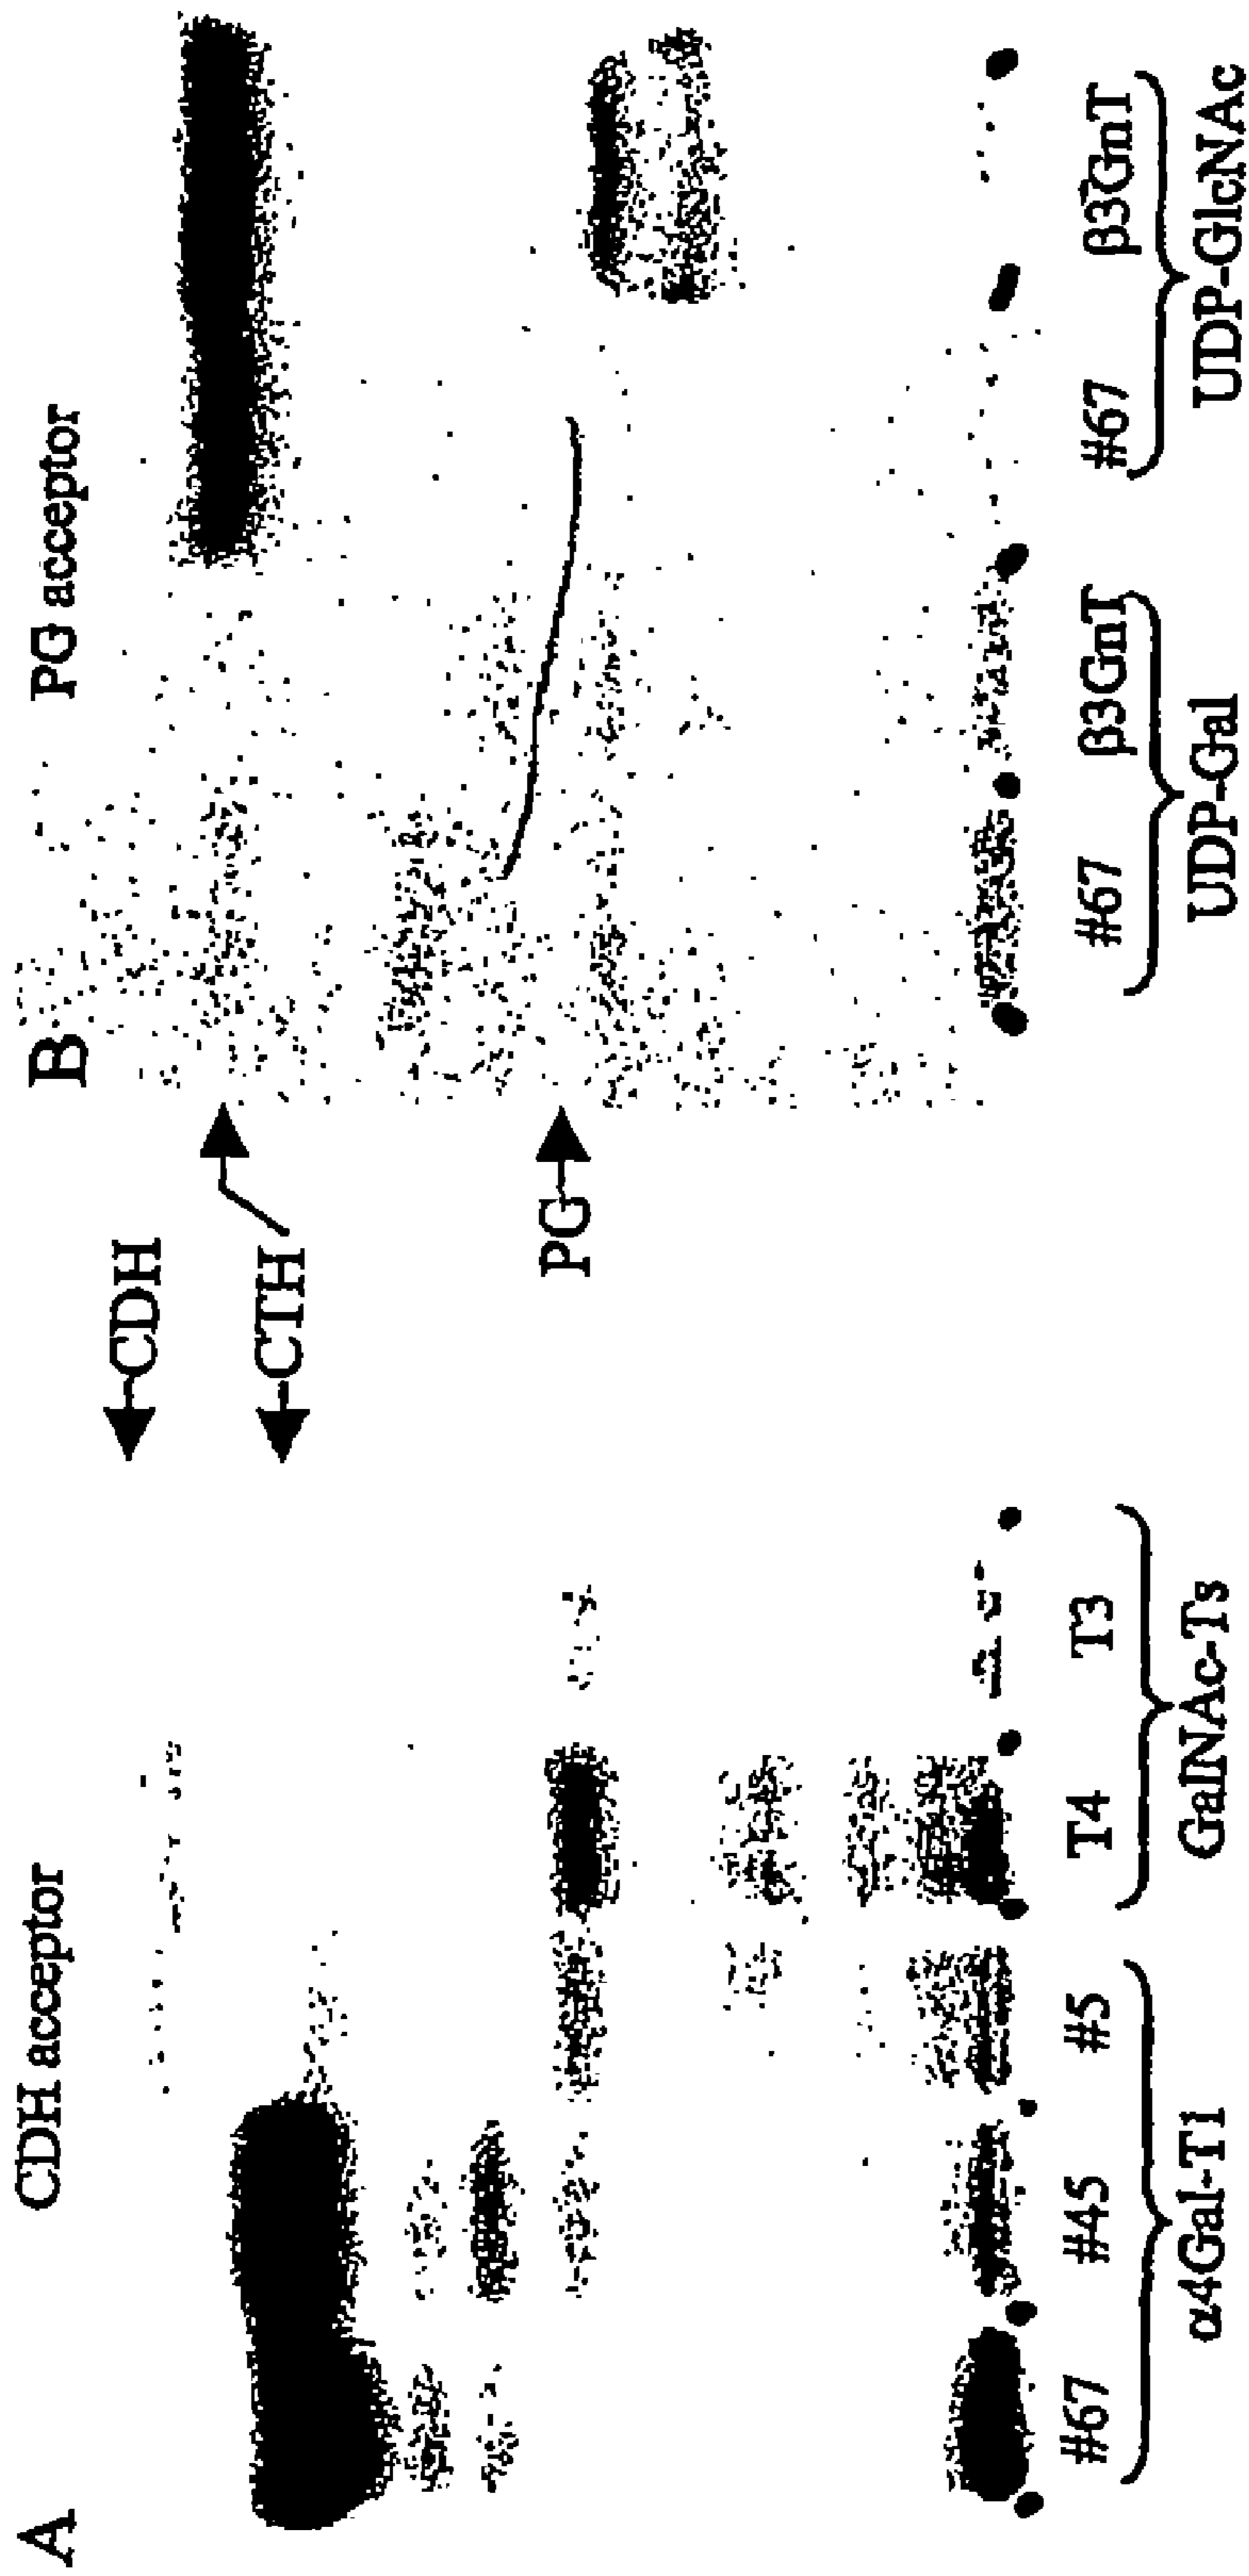 A
CDH acceptor
#67 #45 #5 T4 T3
α4Gal-T1 GalNAc-Ts
CDH
CTH
PG
B
PG acceptor
#67 β3GnT #67 β3GnT
UDP-Gal UDP-GlcNAc